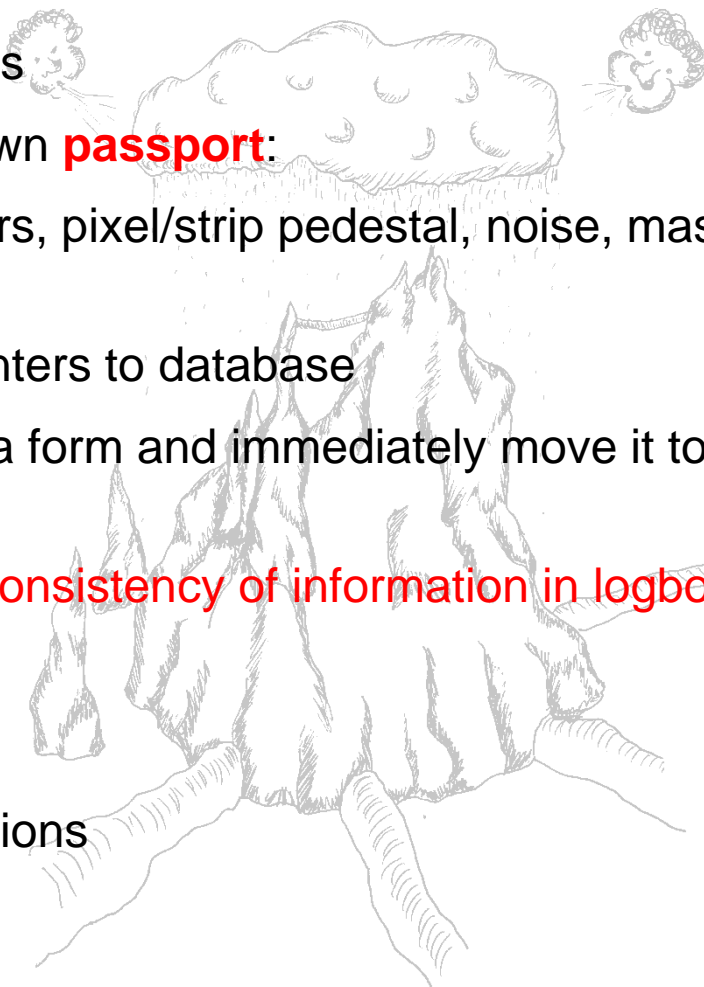 s
wn passport:
rs, pixel/strip pedestal, noise, mas
nters to database
a form and immediately move it to
onsistency of information in logbo
ions